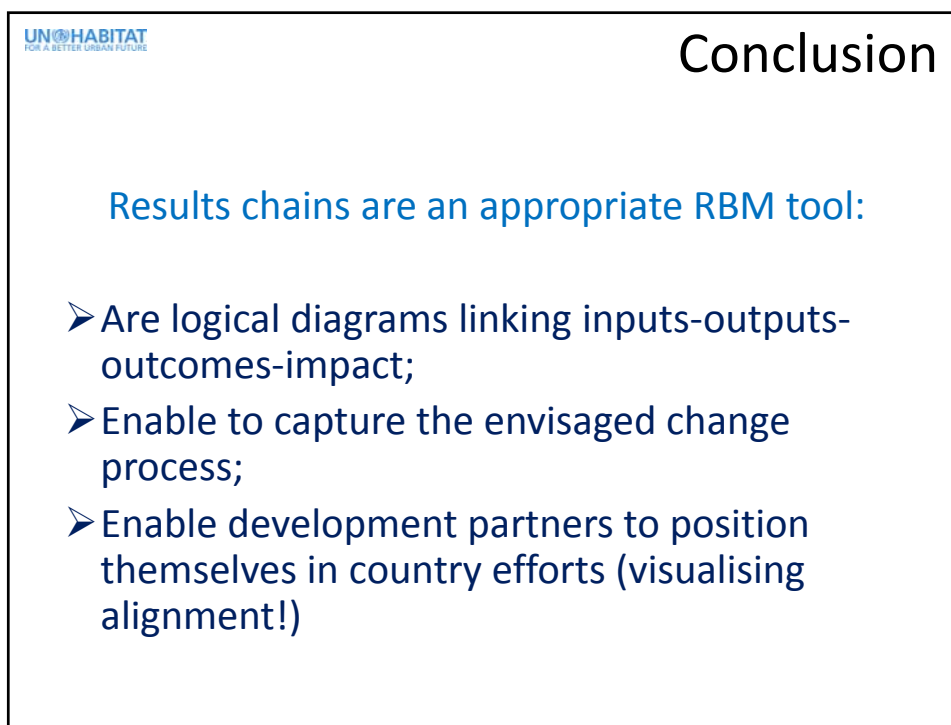 UN HABITAT
FOR A BETTER URBAN FUTURE
Conclusion
Results chains are an appropriate RBM tool:
➢Are logical diagrams linking inputs-outputs-
outcomes-impact;
➢Enable to capture the envisaged change
process;
➢Enable development partners to position
themselves in country efforts (visualising
alignment!)